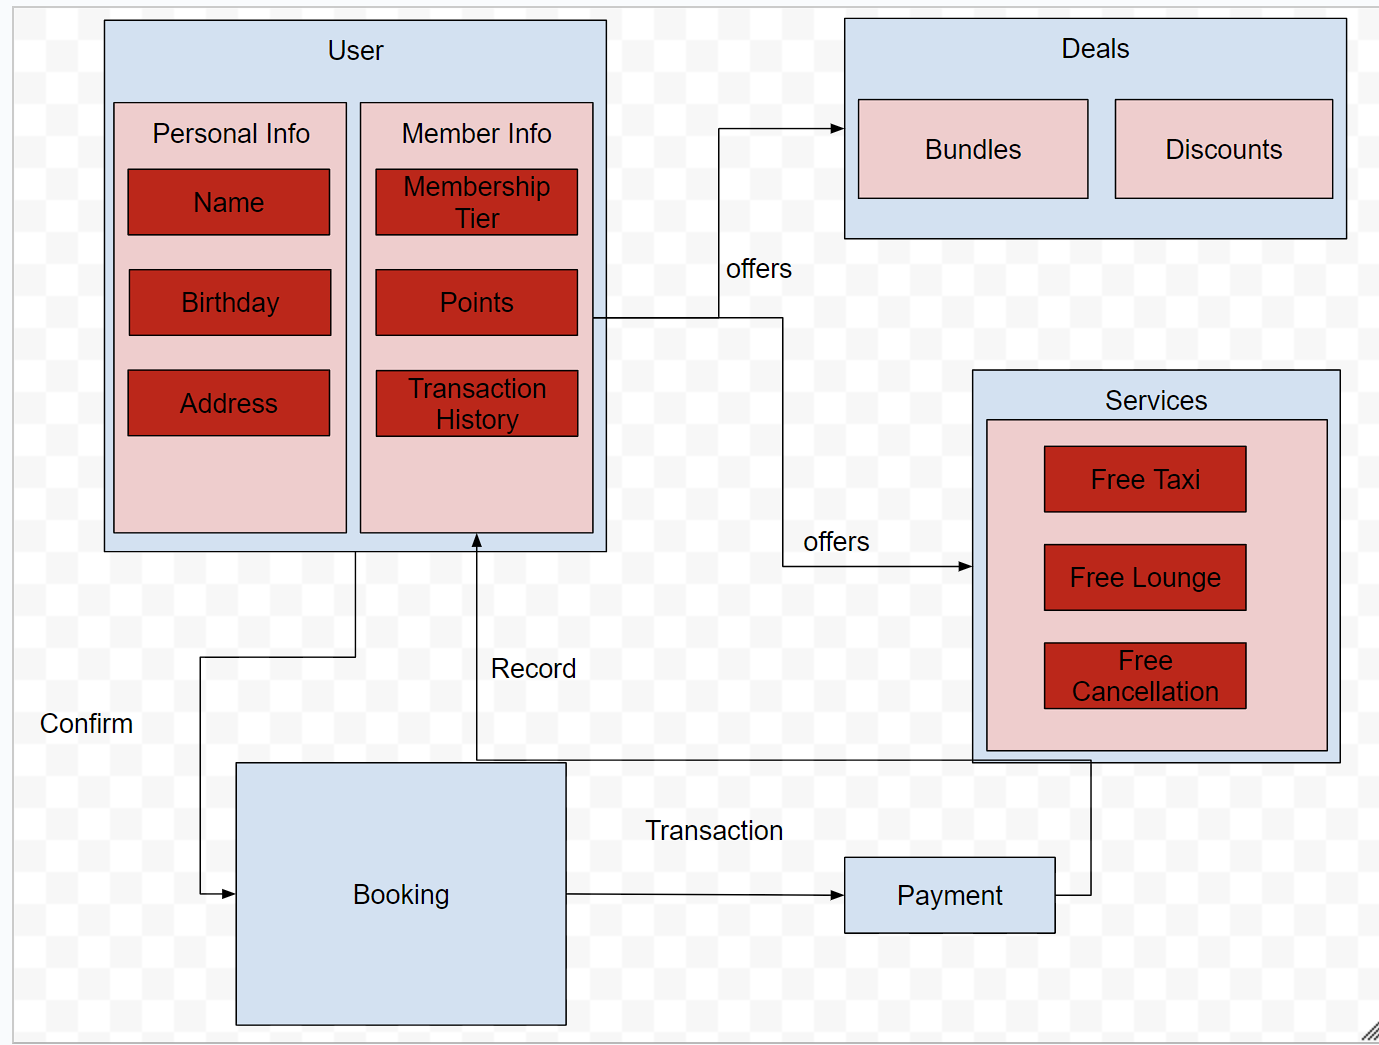 User
Personal Info
Name
Birthday
Address
Member Info
Membership
Tier
Points
Transaction
History
Deals
Bundles
Discounts
offers
offers
Services
Free Taxi
Free Lounge
Free
Cancellation
Confirm
Record
Booking
Transaction
Payment